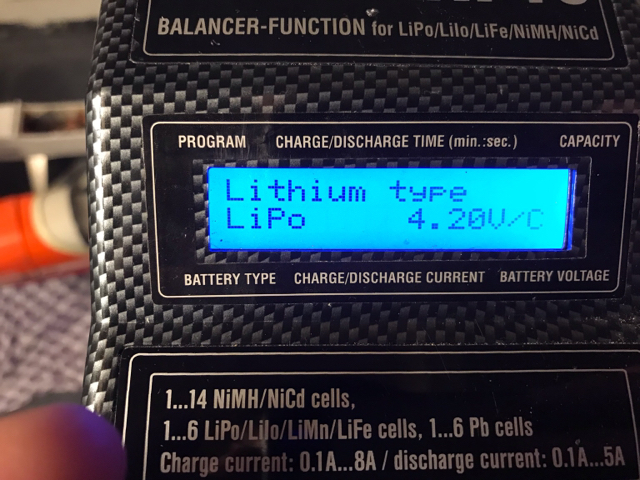 BALANCER-FUNCTION for LiPo/LiIo/LiFe/NiMH/NiCd
PROGRAM CHARGE/DISCHARGE TIME (min.:sec.) CAPACITY
Lithium type
LiPo 4.20V/C
BATTERY TYPE CHARGE/DISCHARGE CURRENT BATTERY VOLTAGE
1...14 NiMH/NiCd cells,
1...6 LiPo/LiIo/LiMn/LiFe cells, 1...6 Pb cells
Charge current: 0.1A...8A / discharge current: 0.1A...5A